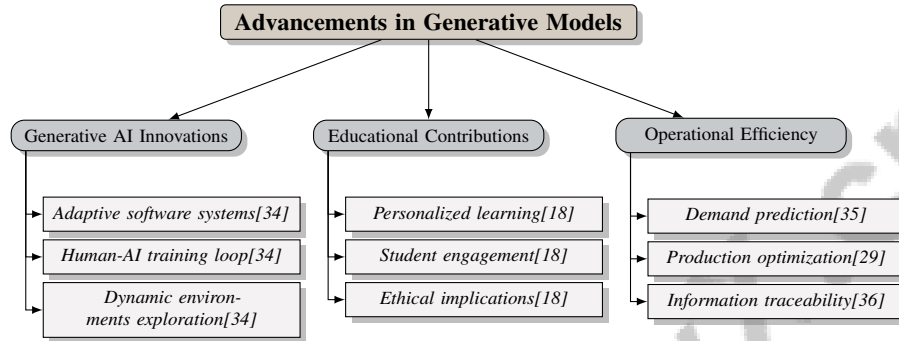 Advancements in Generative Models
Generative AI Innovations
Adaptive software systems[34]
Human-AI training loop[34]
Dynamic environ-
ments exploration[34]
Educational Contributions
Personalized learning[18]
Student engagement[18]
Ethical implications[18]
Operational Efficiency
Demand prediction[35]
Production optimization[29]
Information traceability[36]